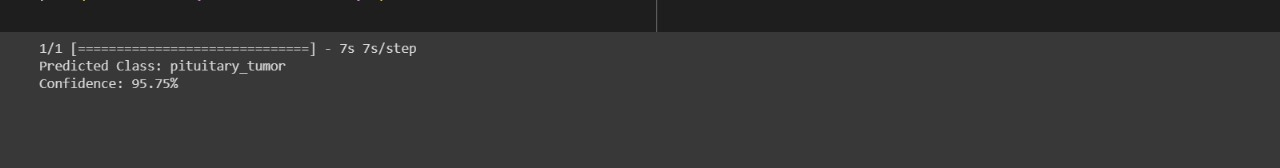 1/1 [==============================] - 7s 7s/step
Predicted Class: pituitary_tumor
Confidence: 95.75%